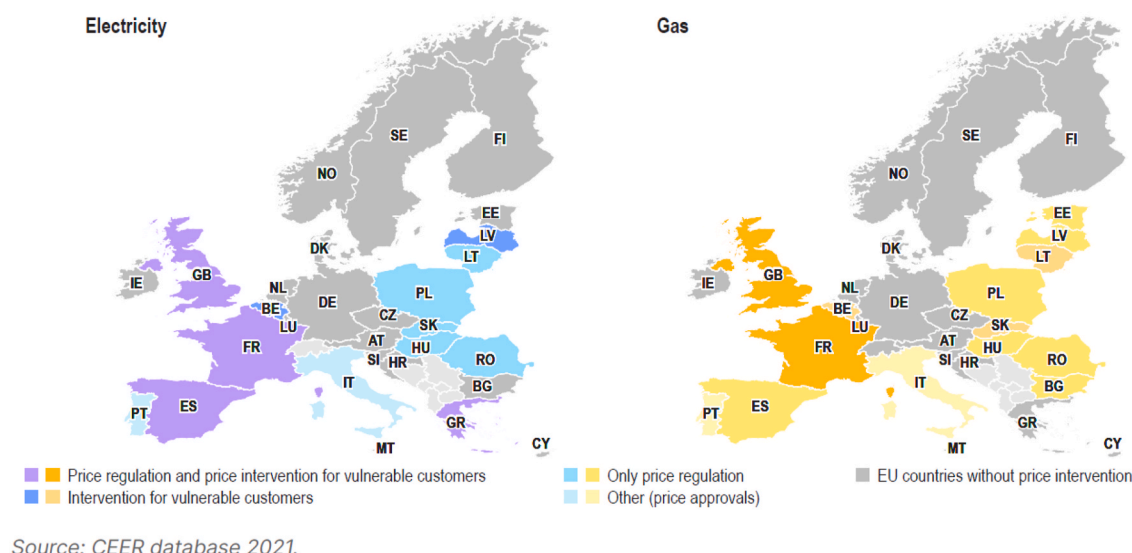 Electricity
Gas
SE
FI
NO
EE
LV
LT
DK
IE
GB
NL
BE
LU
DE
PL
CZ
SK
AT
HU
SI
HR
RO
BG
FR
IT
ES
PT
GR
MT
CY
SE
FI
NO
EE
LV
LT
DK
IE
GB
NL
BE
LU
DE
PL
CZ
SK
AT
HU
SI
HR
RO
BG
FR
IT
ES
PT
GR
MT
CY
Price regulation and price intervention for vulnerable customers
Only price regulation
EU countries without price intervention
Intervention for vulnerable customers
Other (price approvals)
Source: CEER database 2021.